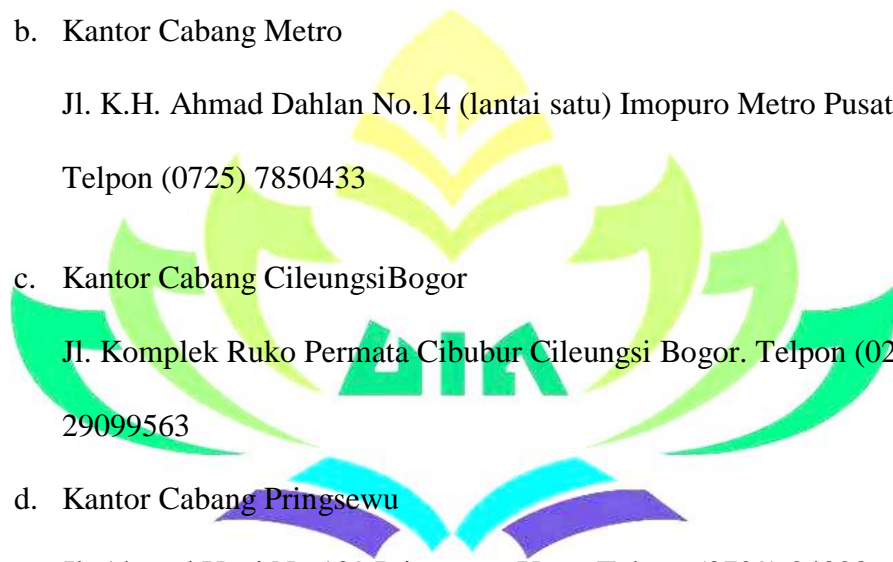 b. Kantor Cabang Metro
Jl. K.H. Ahmad Dahlan No.14 (lantai satu) Imopuro Metro Pusat
Telpon (0725) 7850433
c. Kantor Cabang CileungsiBogor
Jl. Komplek Ruko Permata Cibubur Cileungsi Bogor. Telpon (02
29099563
d. Kantor Cabang Pringsewu